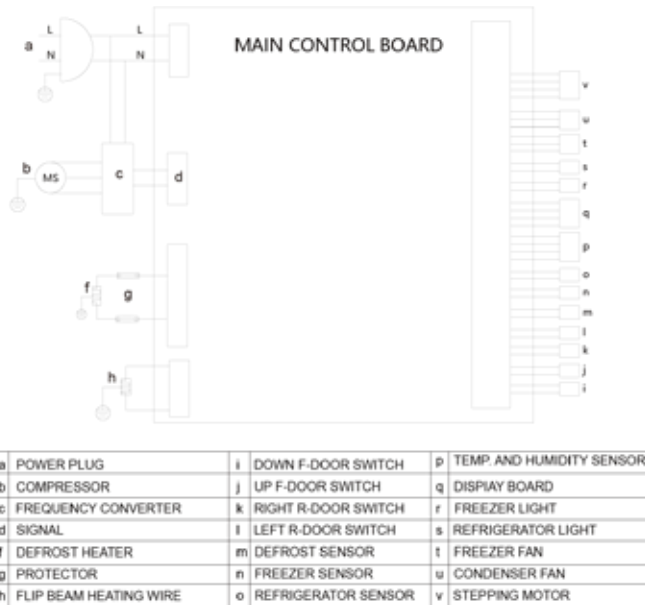 MAIN CONTROL BOARD
L L
a
N N
v
u
t
b MS c d
s
r
q
p
o
f g
n
m
l
k
h
j
i
a POWER PLUG i DOWN F-DOOR SWITCH p TEMP. AND HUMIDITY SENSOR
b COMPRESSOR j UP F-DOOR SWITCH q DISPIAY BOARD
c FREQUENCY CONVERTER k RIGHT R-DOOR SWITCH r FREEZER LIGHT
d SIGNAL l LEFT R-DOOR SWITCH s REFRIGERATOR LIGHT
f DEFROST HEATER m DEFROST SENSOR t FREEZER FAN
g PROTECTOR n FREEZER SENSOR u CONDENSER FAN
h FLIP BEAM HEATING WIRE o REFRIGERATOR SENSOR v STEPPING MOTOR